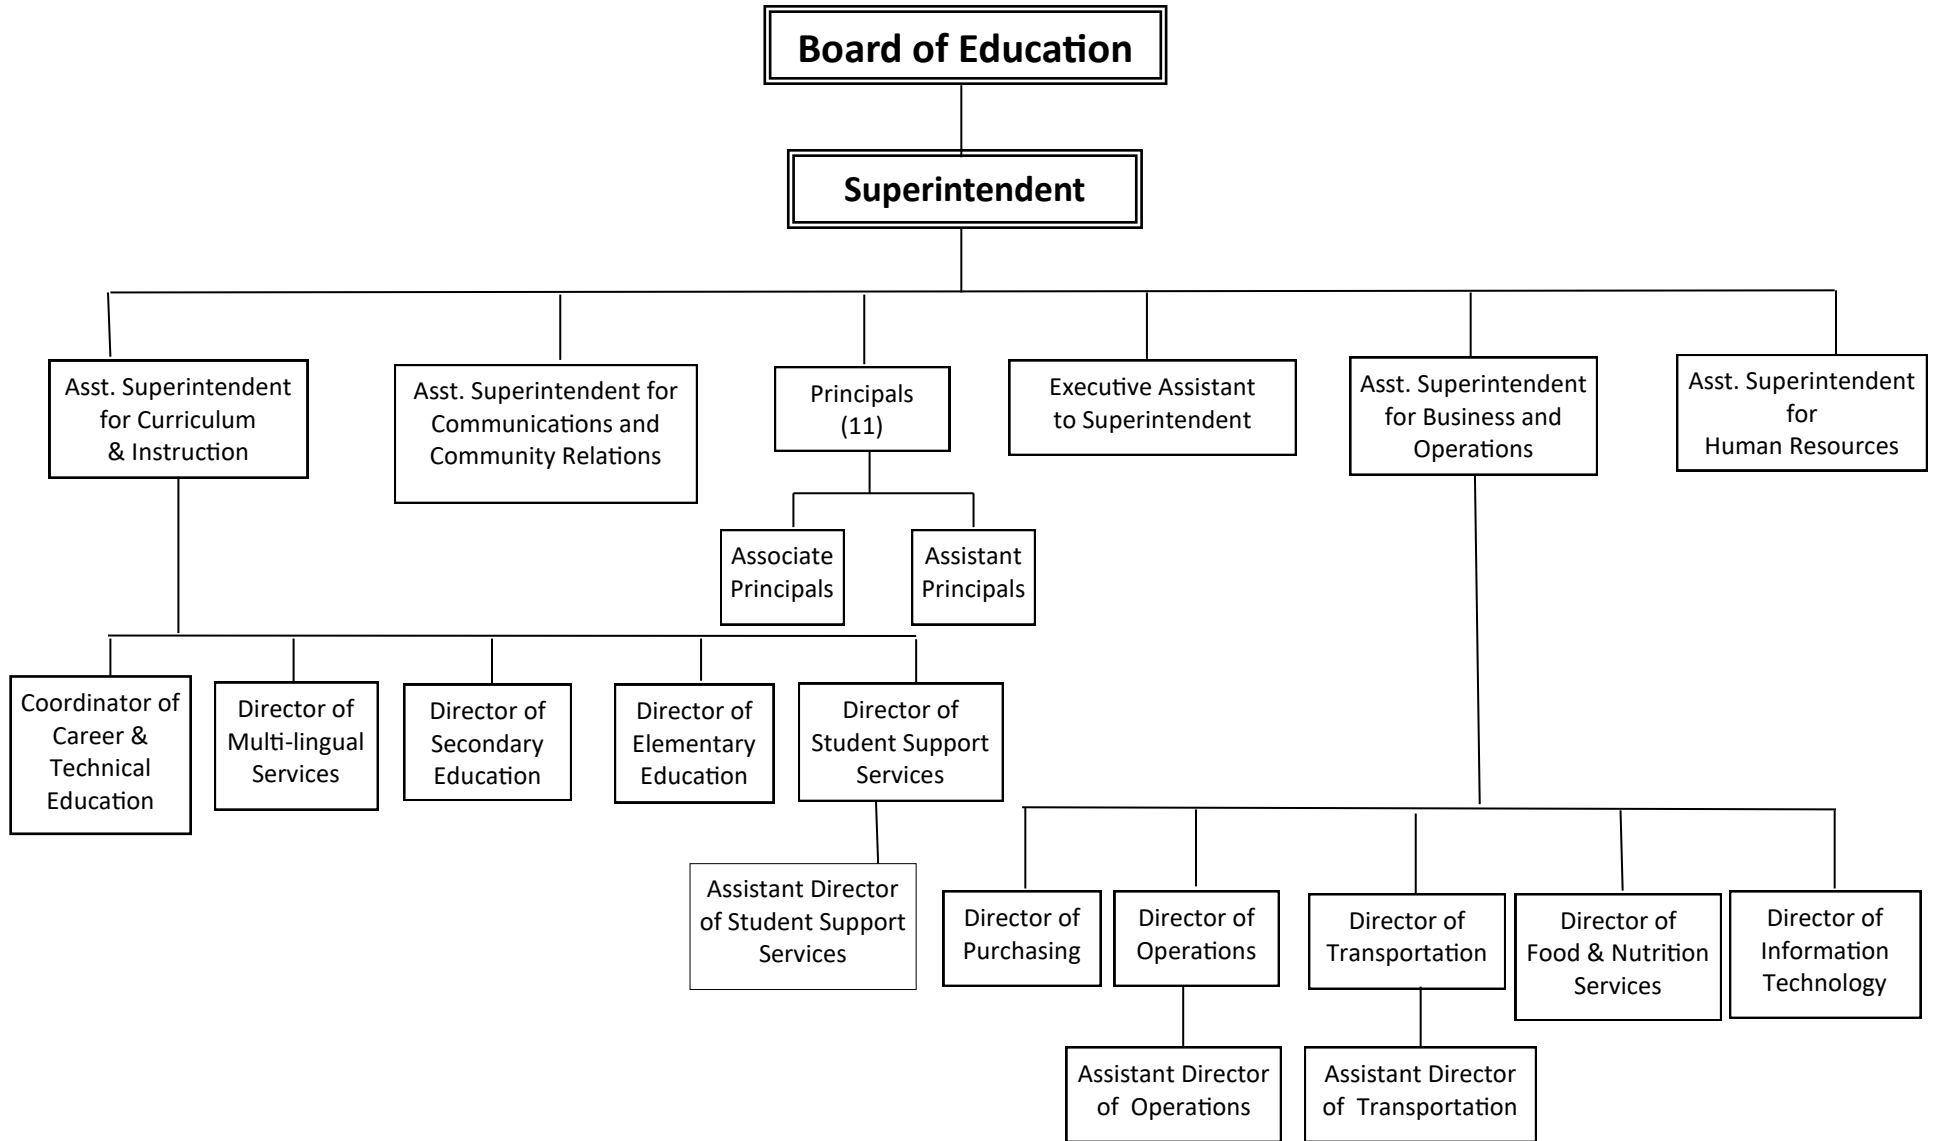 Board of Education
Superintendent
Asst. Superintendent
for Curriculum
& Instruction
Asst. Superintendent for
Communications and
Community Relations
Principals
(11)
Executive Assistant
to Superintendent
Asst. Superintendent
for Business and
Operations
Asst. Superintendent
for
Human Resources
Associate
Principals
Assistant
Principals
Coordinator of
Career &
Technical
Education
Director of
Multi-lingual
Services
Director of
Secondary
Education
Director of
Elementary
Education
Director of
Student Support
Services
Assistant Director
of Student Support
Services
Director of
Purchasing
Director of
Operations
Director of
Transportation
Director of
Food & Nutrition
Services
Director of
Information
Technology
Assistant Director
of Operations
Assistant Director
of Transportation